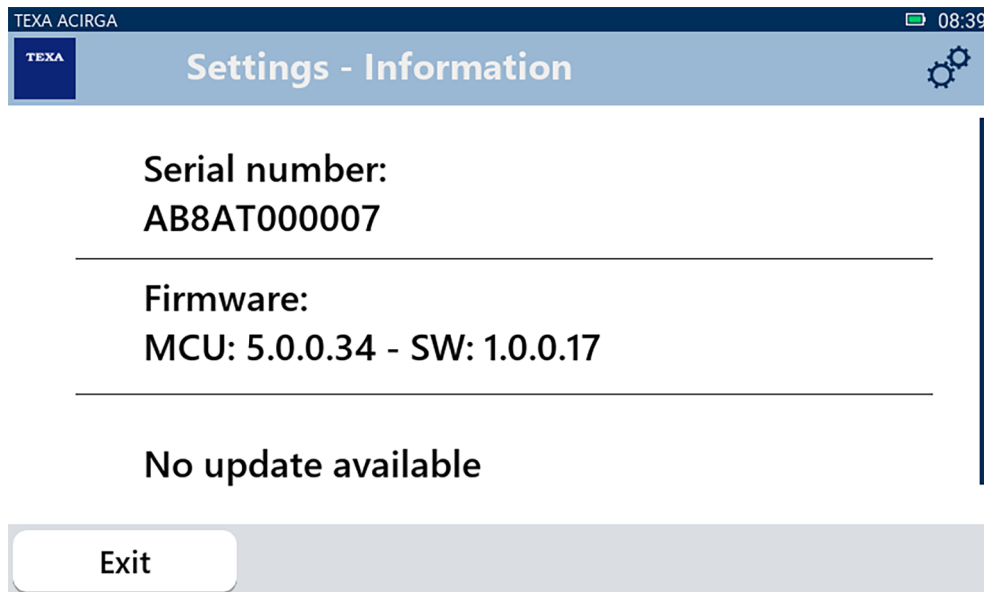 TEXA ACIRGA 08:39
TEXA
Settings - Information
Serial number:
AB8AT000007
Firmware:
MCU: 5.0.0.34 - SW: 1.0.0.17
No update available
Exit